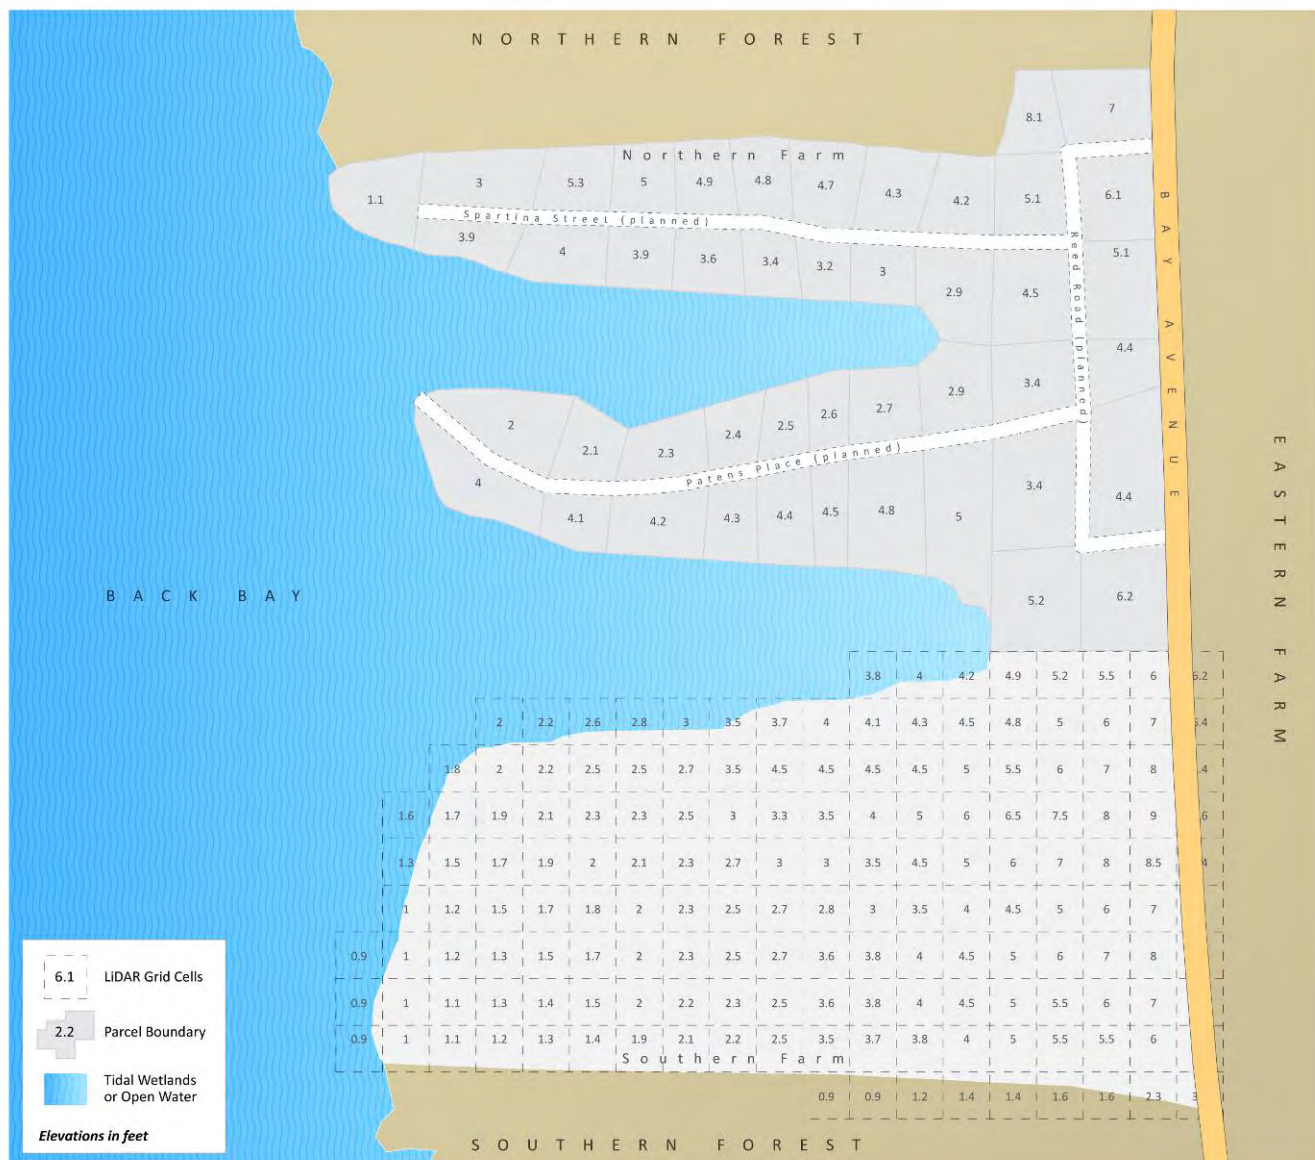 NORTHERN FOREST
8.1 7
Northern Farm
1.1 3 5.3 5 4.9 4.8 4.7 4.3 4.2 5.1 6.1
Spartina Street (planned)
3.9 4 3.9 3.6 3.4 3.2 3 2.9 4.5 5.1
Reed Road (planned)
BAY AVENUE
4.4
2 2.1 2.3 2.4 2.5 2.6 2.7 2.9 3.4
Patens Place (planned)
4 4.1 4.2 4.3 4.4 4.5 4.8 5 3.4 4.4
EASTERN FARM
BACK BAY
5.2 6.2
3.8 4 4.2 4.9 5.2 5.5 6 6.2
2 2.2 2.6 2.8 3 3.5 3.7 4 4.1 4.3 4.5 4.8 5 6 7 .4
1.8 2 2.2 2.5 2.5 2.7 3.5 4.5 4.5 4.5 4.5 5 5.5 6 7 8 .4
1.6 1.7 1.9 2.1 2.3 2.3 2.5 3 3.3 3.5 4 5 6 6.5 7.5 8 9 6
1.3 1.5 1.7 1.9 2 2.1 2.3 2.7 3 3 3.5 4.5 5 6 7 8 8.5 4
1 1.2 1.5 1.7 1.8 2 2.3 2.5 2.7 2.8 3 3.5 4 4.5 5 6 7
0.9 1 1.2 1.3 1.5 1.7 2 2.3 2.5 2.7 3.6 3.8 4 4.5 5 6 7 8
0.9 1 1.1 1.3 1.4 1.5 2 2.2 2.3 2.5 3.6 3.8 4 4.5 5 5.5 6 7
0.9 1 1.1 1.2 1.3 1.4 1.9 2.1 2.2 2.5 3.5 3.7 3.8 4 5 5.5 5.5 6
Southern Farm
0.9 0.9 1.2 1.4 1.4 1.6 1.6 2.3 3
SOUTHERN FOREST
6.1 LiDAR Grid Cells
2.2 Parcel Boundary
Tidal Wetlands
or Open Water
Elevations in feet